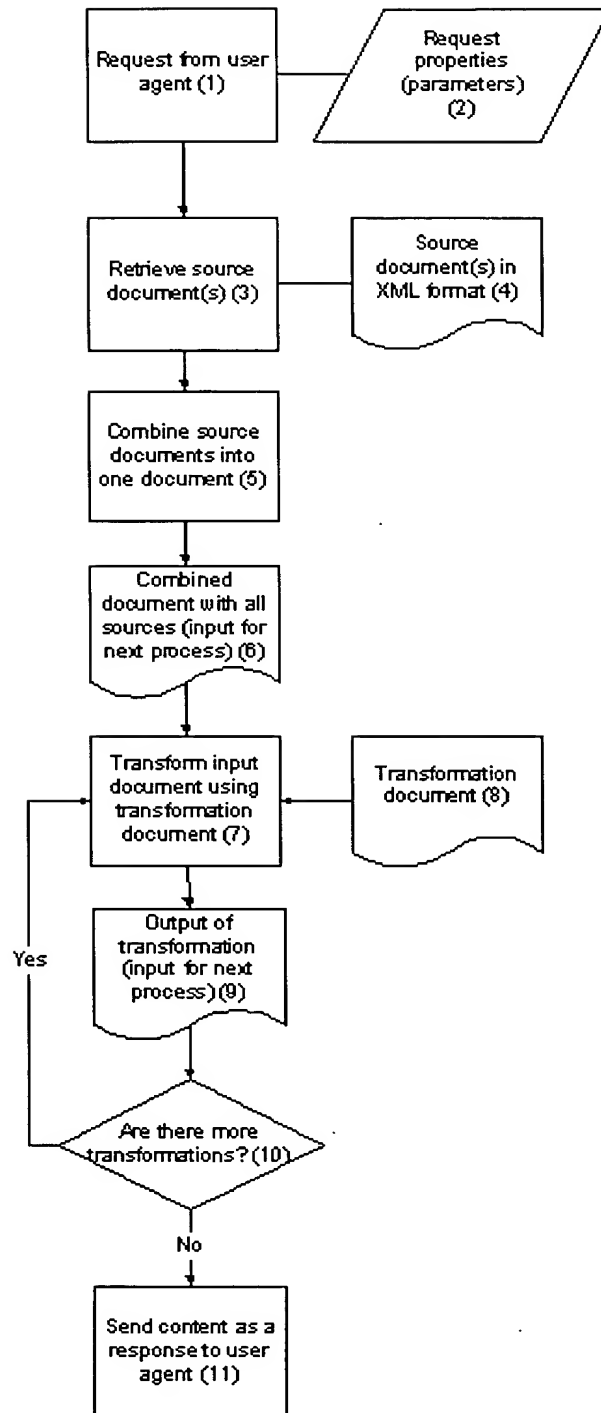 Request from user
agent (1)
Request
properties
(parameters)
(2)
Retrieve source
document(s) (3)
Source
document(s) in
XML format (4)
Combine source
documents into
one document (5)
Combined
document with all
sources (input for
next process) (6)
Transform input
document using
transformation
document (7)
Transformation
document (8)
Output of
transformation
(input for next
process) (9)
Yes
Are there more
transformations? (10)
No
Send content as a
response to user
agent (11)